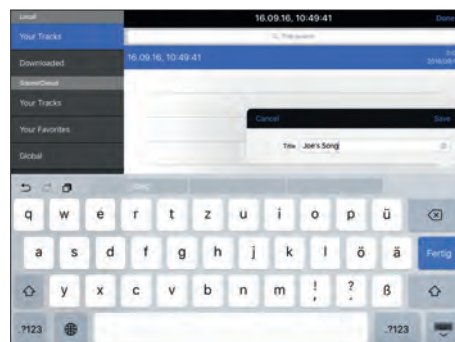 Local
16.09.16, 10:49:41
Done
Your Tracks
Downloaded
16.09.16, 10:49:41
Your Tracks
Your Favorites
Global
Cancel
Save
Title
Joe's Song
q w e r t z u i o p ü
a s d f g h j k l ö ä Fertig
y x c v b n m ! , ? . ß
.?123
.?123